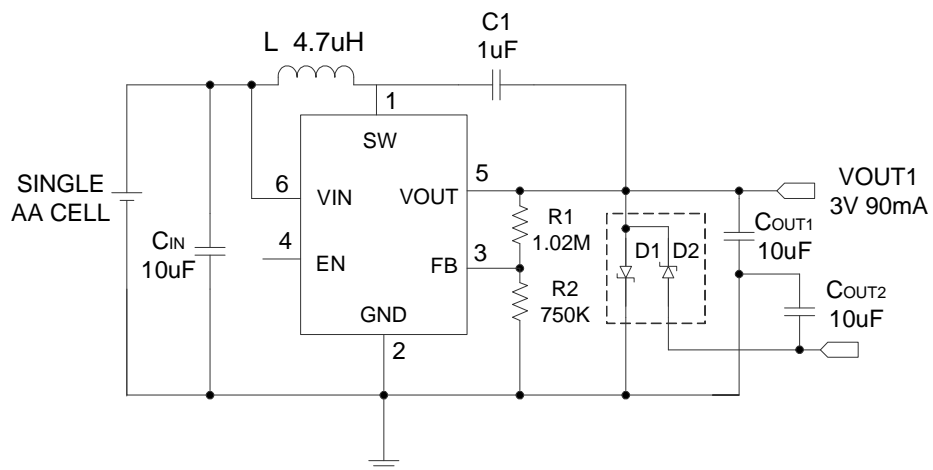 C1
1uF
L 4.7uH
1
SW
SINGLE
AA CELL
CIN
10uF
6
VIN
VOUT
5
4
EN
FB
3
GND
2
R1
1.02M
R2
750K
D1
D2
COUT1
10uF
VOUT1
3V 90mA
COUT2
10uF